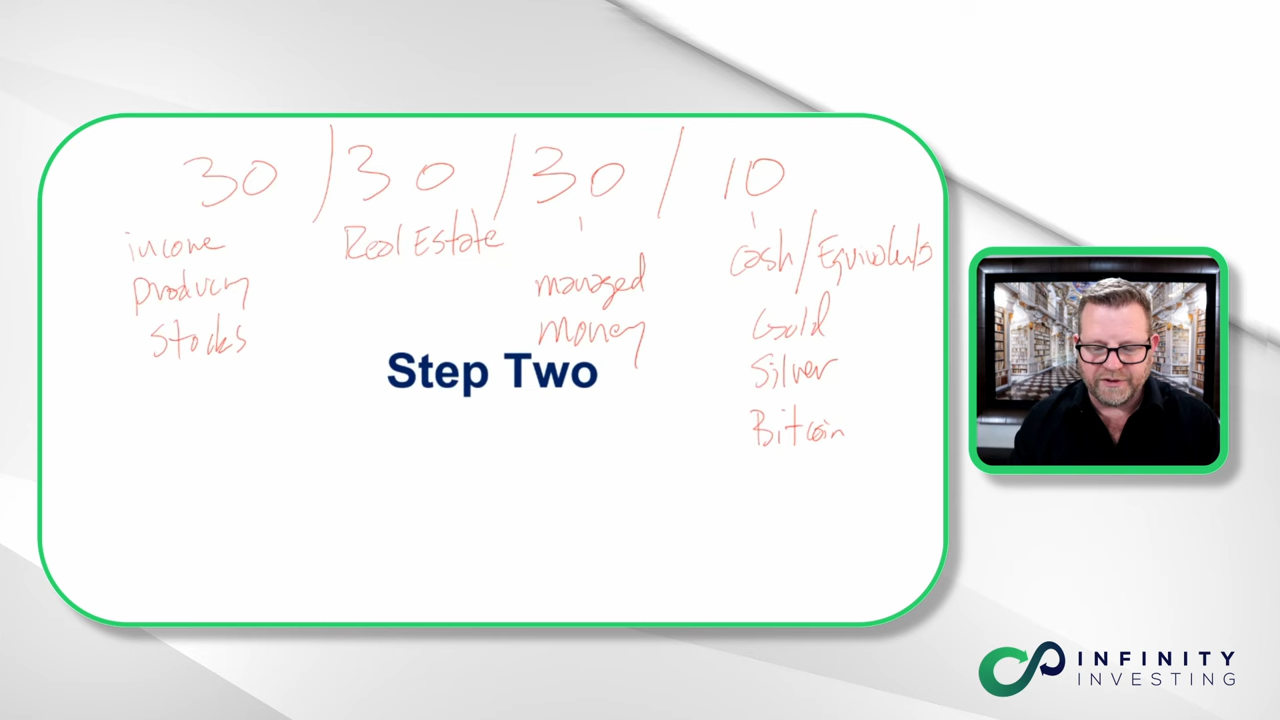 30 / 30 / 30 / 10
income
producing
stocks
Real Estate
managed
money
cash/Equivalents
Gold
Silver
Bitcoin
Step Two
INFINITY
INVESTING